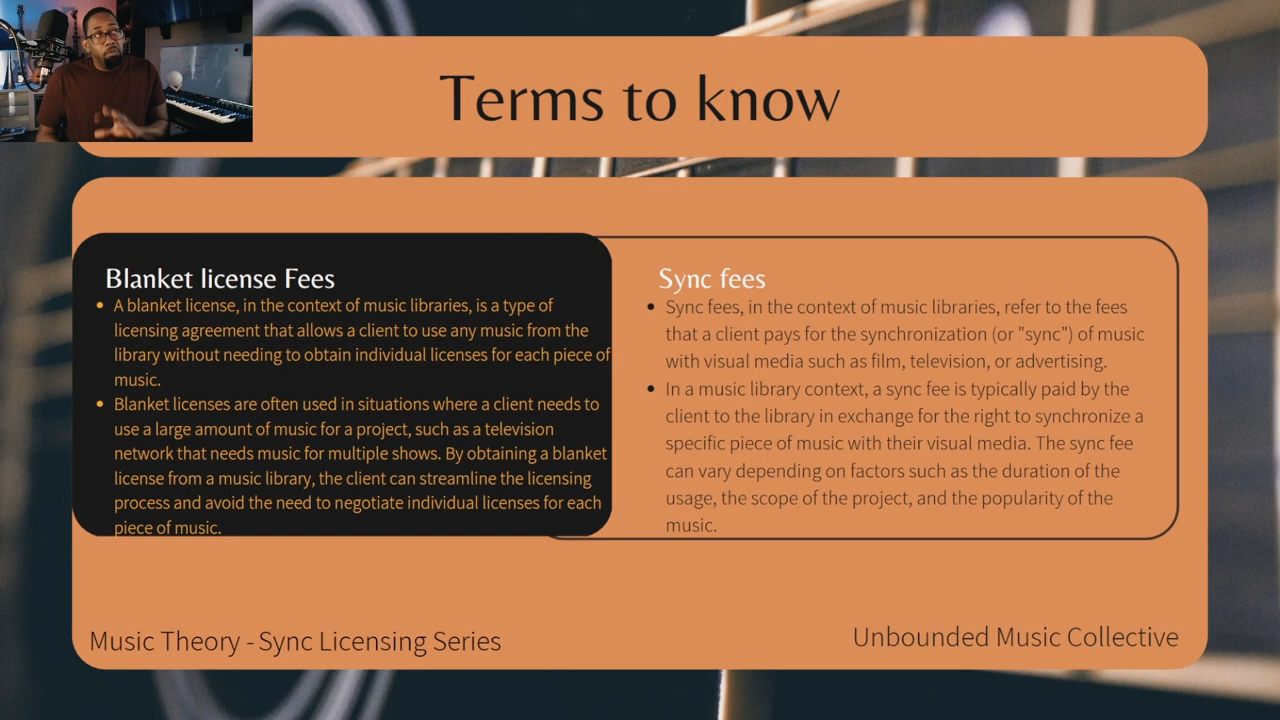 Terms to know
Blanket license Fees
A blanket license, in the context of music libraries, is a type of
licensing agreement that allows a client to use any music from the
library without needing to obtain individual licenses for each piece of
music.
Blanket licenses are often used in situations where a client needs to
use a large amount of music for a project, such as a television
network that needs music for multiple shows. By obtaining a blanket
license from a music library, the client can streamline the licensing
process and avoid the need to negotiate individual licenses for each
piece of music.
Sync fees
Sync fees, in the context of music libraries, refer to the fees
that a client pays for the synchronization (or "sync") of music
with visual media such as film, television, or advertising.
In a music library context, a sync fee is typically paid by the
client to the library in exchange for the right to synchronize a
specific piece of music with their visual media. The sync fee
can vary depending on factors such as the duration of the
usage, the scope of the project, and the popularity of the
music.
Music Theory - Sync Licensing Series
Unbounded Music Collective